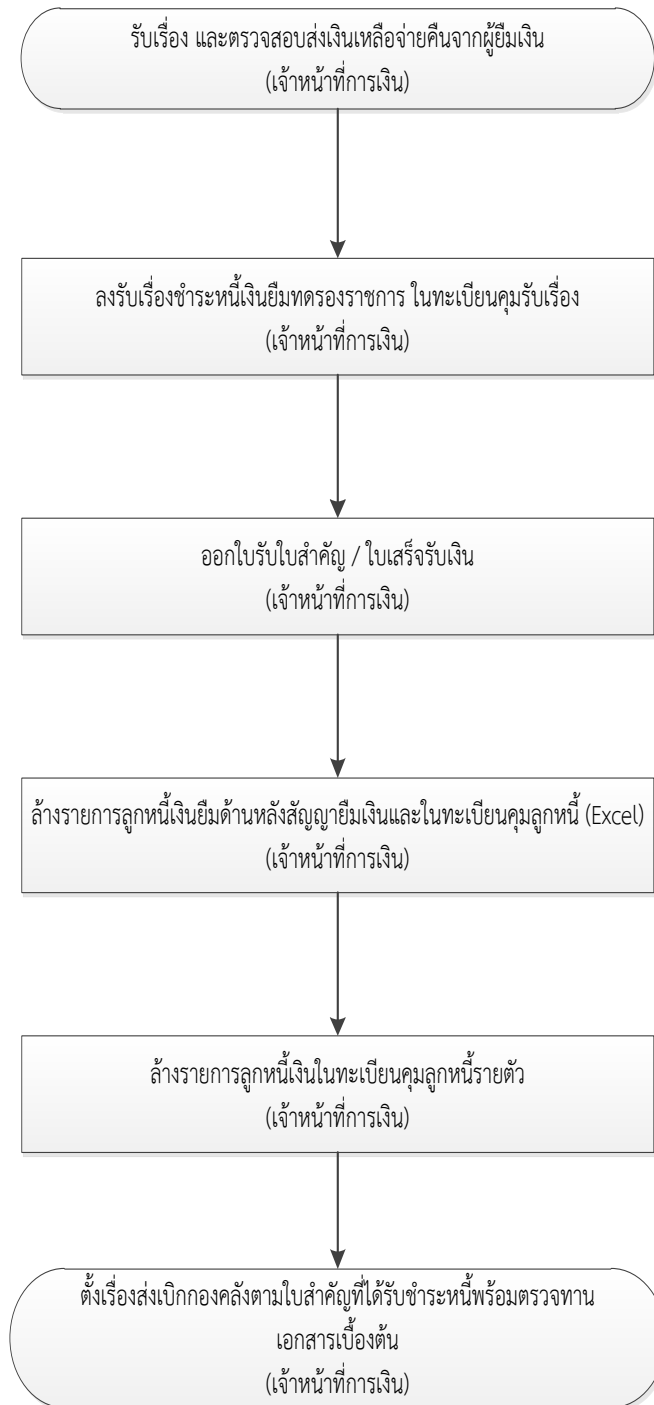 รับเรื่อง และตรวจสอบส่งเงินเหลือจ่ายคืนจากผู้ยืมเงิน
(เจ้าหน้าที่การเงิน)
ลงรับเรื่องชำระหนี้เงินยืมทดรองราชการ ในทะเบียนคุมรับเรื่อง
(เจ้าหน้าที่การเงิน)
ออกใบรับใบสำคัญ / ใบเสร็จรับเงิน
(เจ้าหน้าที่การเงิน)
ล้างรายการลูกหนี้เงินยืมด้านหลังสัญญายืมเงินและในทะเบียนคุมลูกหนี้ (Excel)
(เจ้าหน้าที่การเงิน)
ล้างรายการลูกหนี้เงินในทะเบียนคุมลูกหนี้รายตัว
(เจ้าหน้าที่การเงิน)
ตั้งเรื่องส่งเบิกกองคลังตามใบสำคัญที่ได้รับชำระหนี้พร้อมตรวจทาน
เอกสารเบื้องต้น
(เจ้าหน้าที่การเงิน)